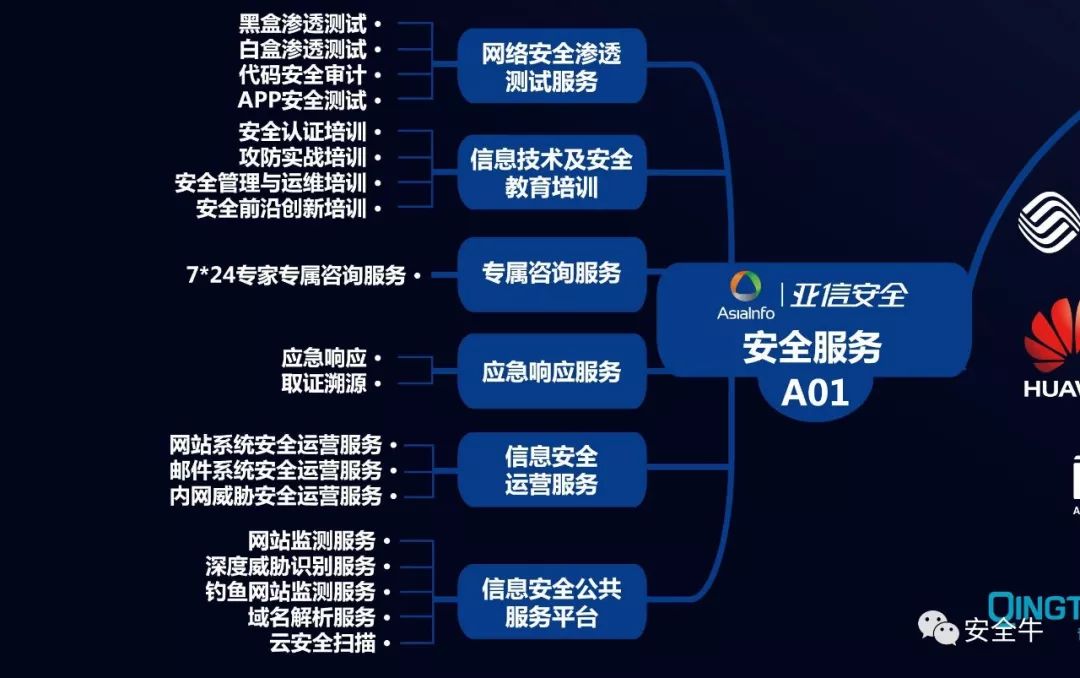 黑盒渗透测试
白盒渗透测试
代码安全审计
APP安全测试
网络安全渗透
测试服务
安全认证培训
攻防实战培训
安全管理与运维培训
安全前沿创新培训
信息技术及安全
教育培训
7*24专家专属咨询服务
专属咨询服务
应急响应
取证溯源
应急响应服务
网站系统安全运营服务
邮件系统安全运营服务
内网威胁安全运营服务
信息安全
运营服务
网站监测服务
深度威胁识别服务
钓鱼网站监测服务
域名解析服务
云安全扫描
信息安全公共
服务平台
AsiaInfo
亚信安全
安全服务
A01
HUAW
QINGT
安全牛